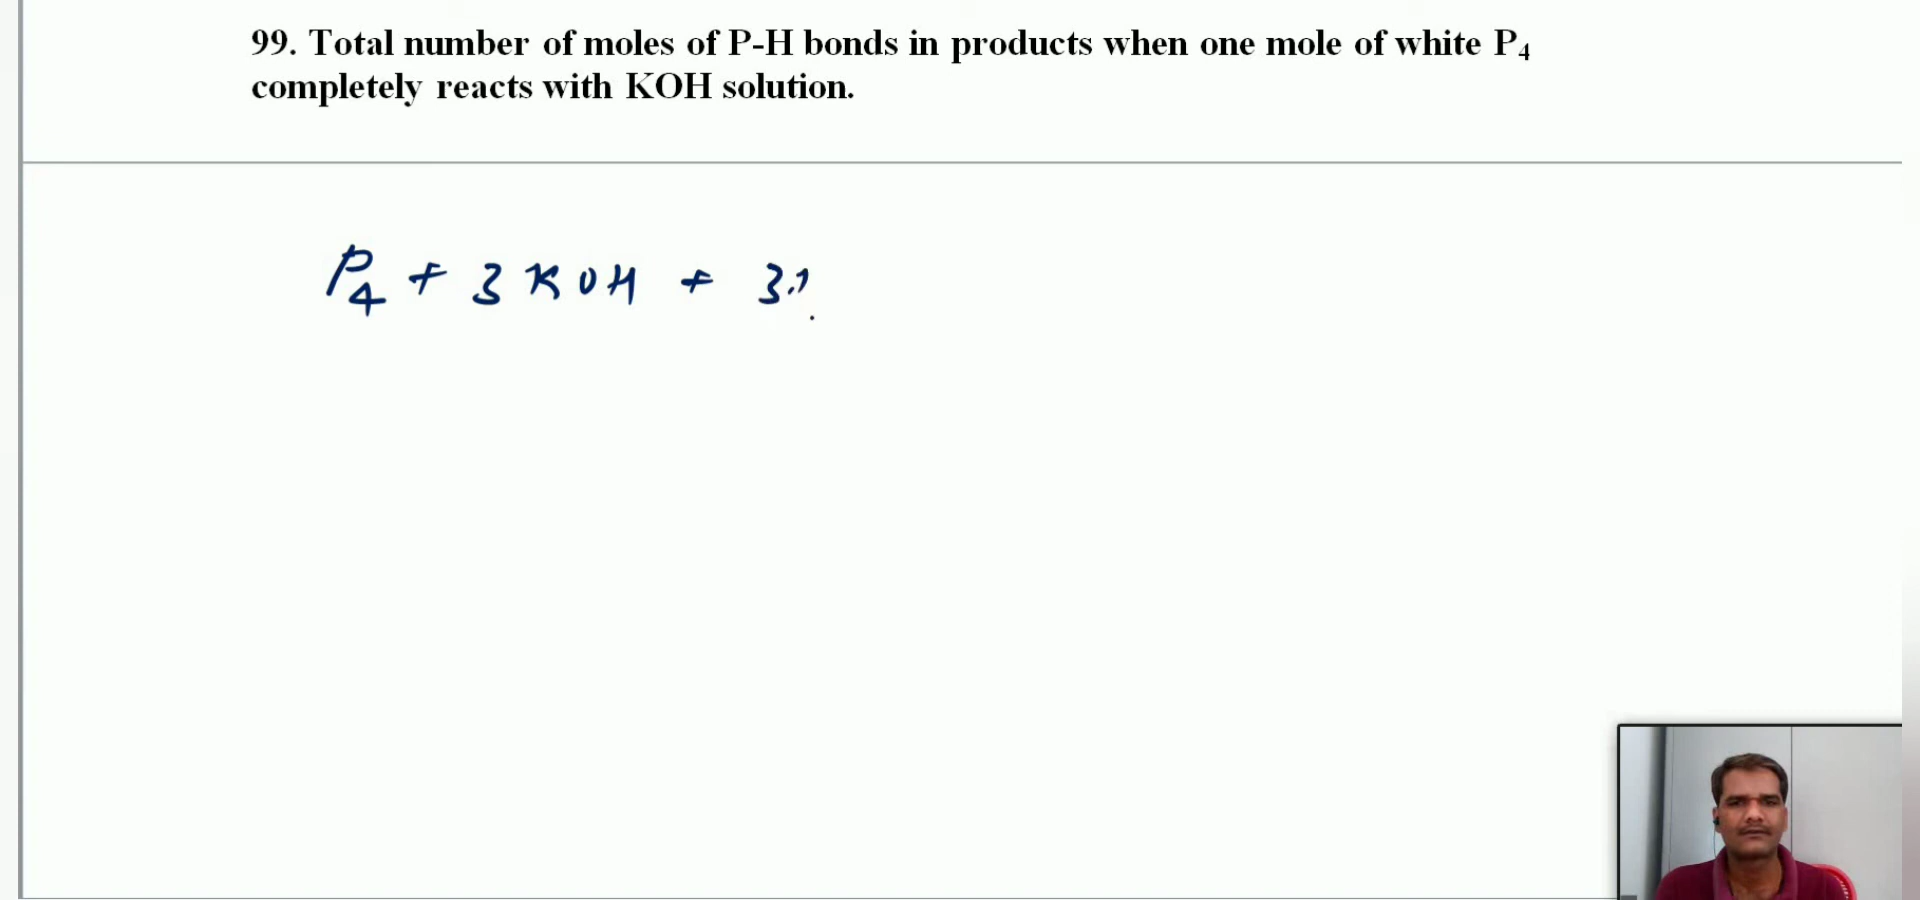 99. Total number of moles of P-H bonds in products when one mole of white P₄
completely reacts with KOH solution.
P₄ + 3 KOH + 3